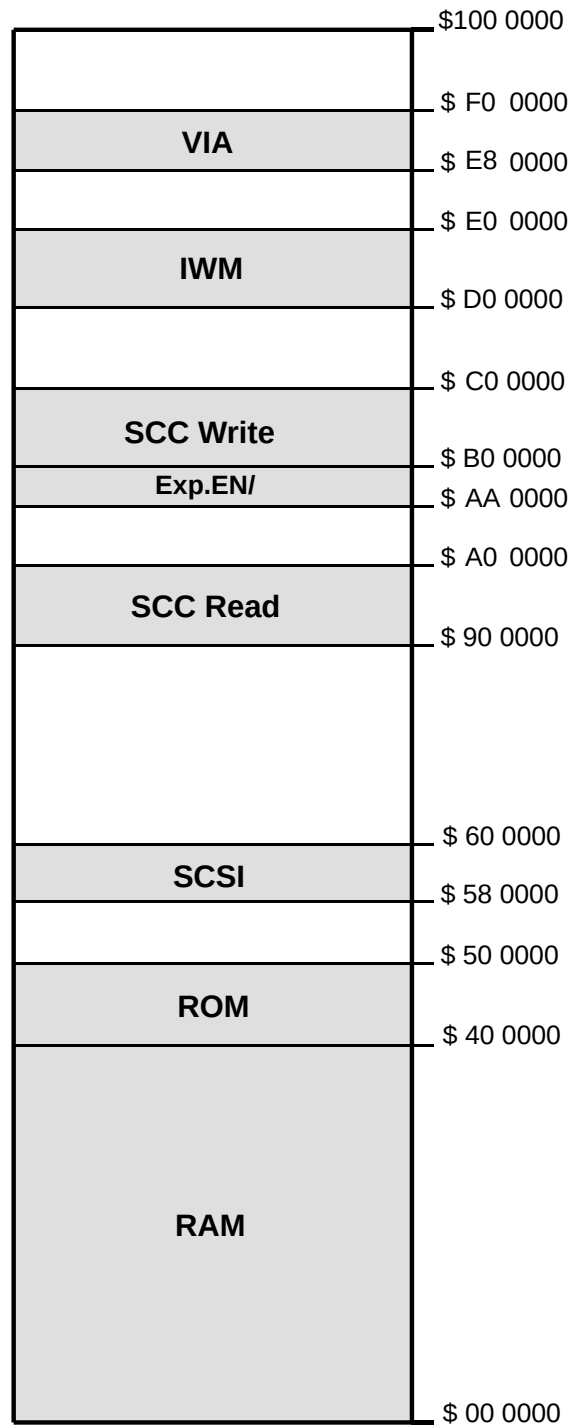 $100 0000
$ F0 0000
VIA
$ E8 0000
$ E0 0000
IWM
$ D0 0000
$ C0 0000
SCC Write
$ B0 0000
Exp.EN/
$ AA 0000
$ A0 0000
SCC Read
$ 90 0000
$ 60 0000
SCSI
$ 58 0000
$ 50 0000
ROM
$ 40 0000
RAM
$ 00 0000